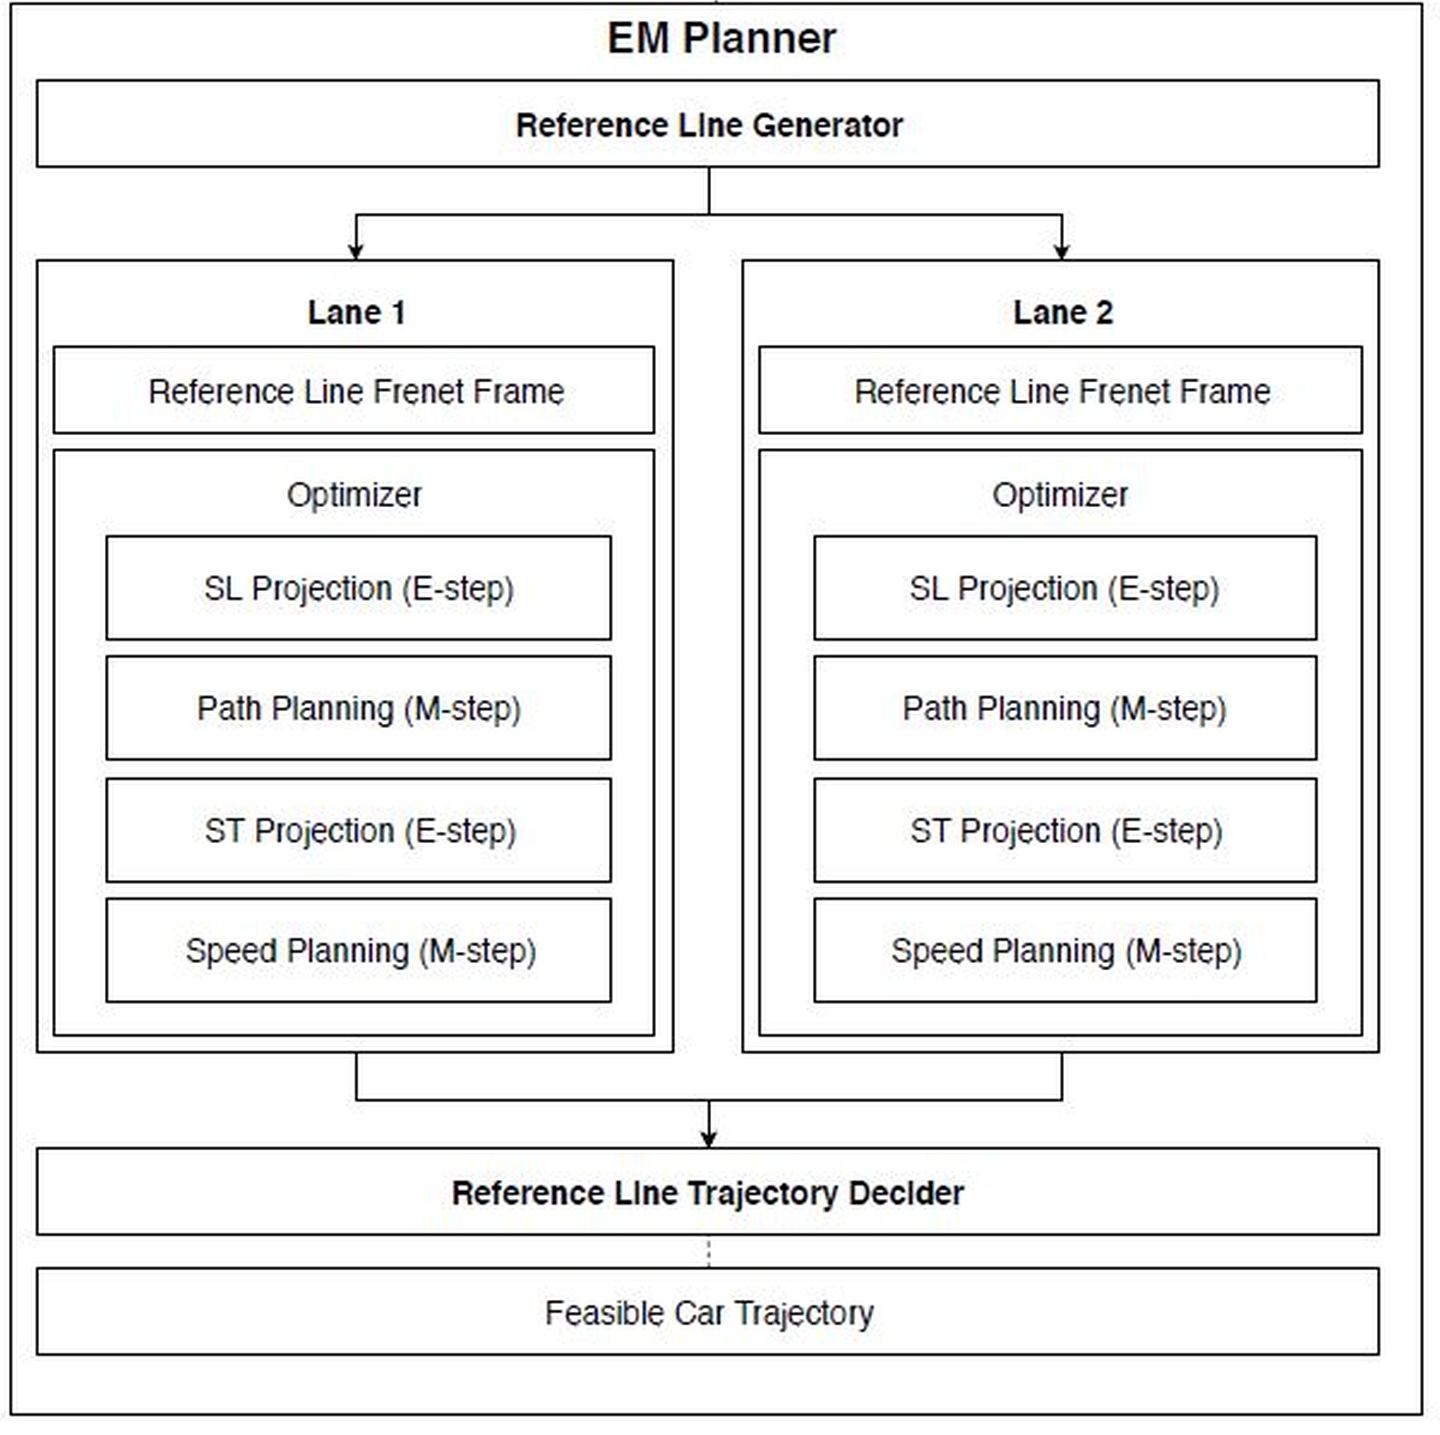 EM Planner
Reference Line Generator
Lane 1
Reference Line Frenet Frame
Optimizer
SL Projection (E-step)
Path Planning (M-step)
ST Projection (E-step)
Speed Planning (M-step)
Lane 2
Reference Line Frenet Frame
Optimizer
SL Projection (E-step)
Path Planning (M-step)
ST Projection (E-step)
Speed Planning (M-step)
Reference Line Trajectory Decider
Feasible Car Trajectory